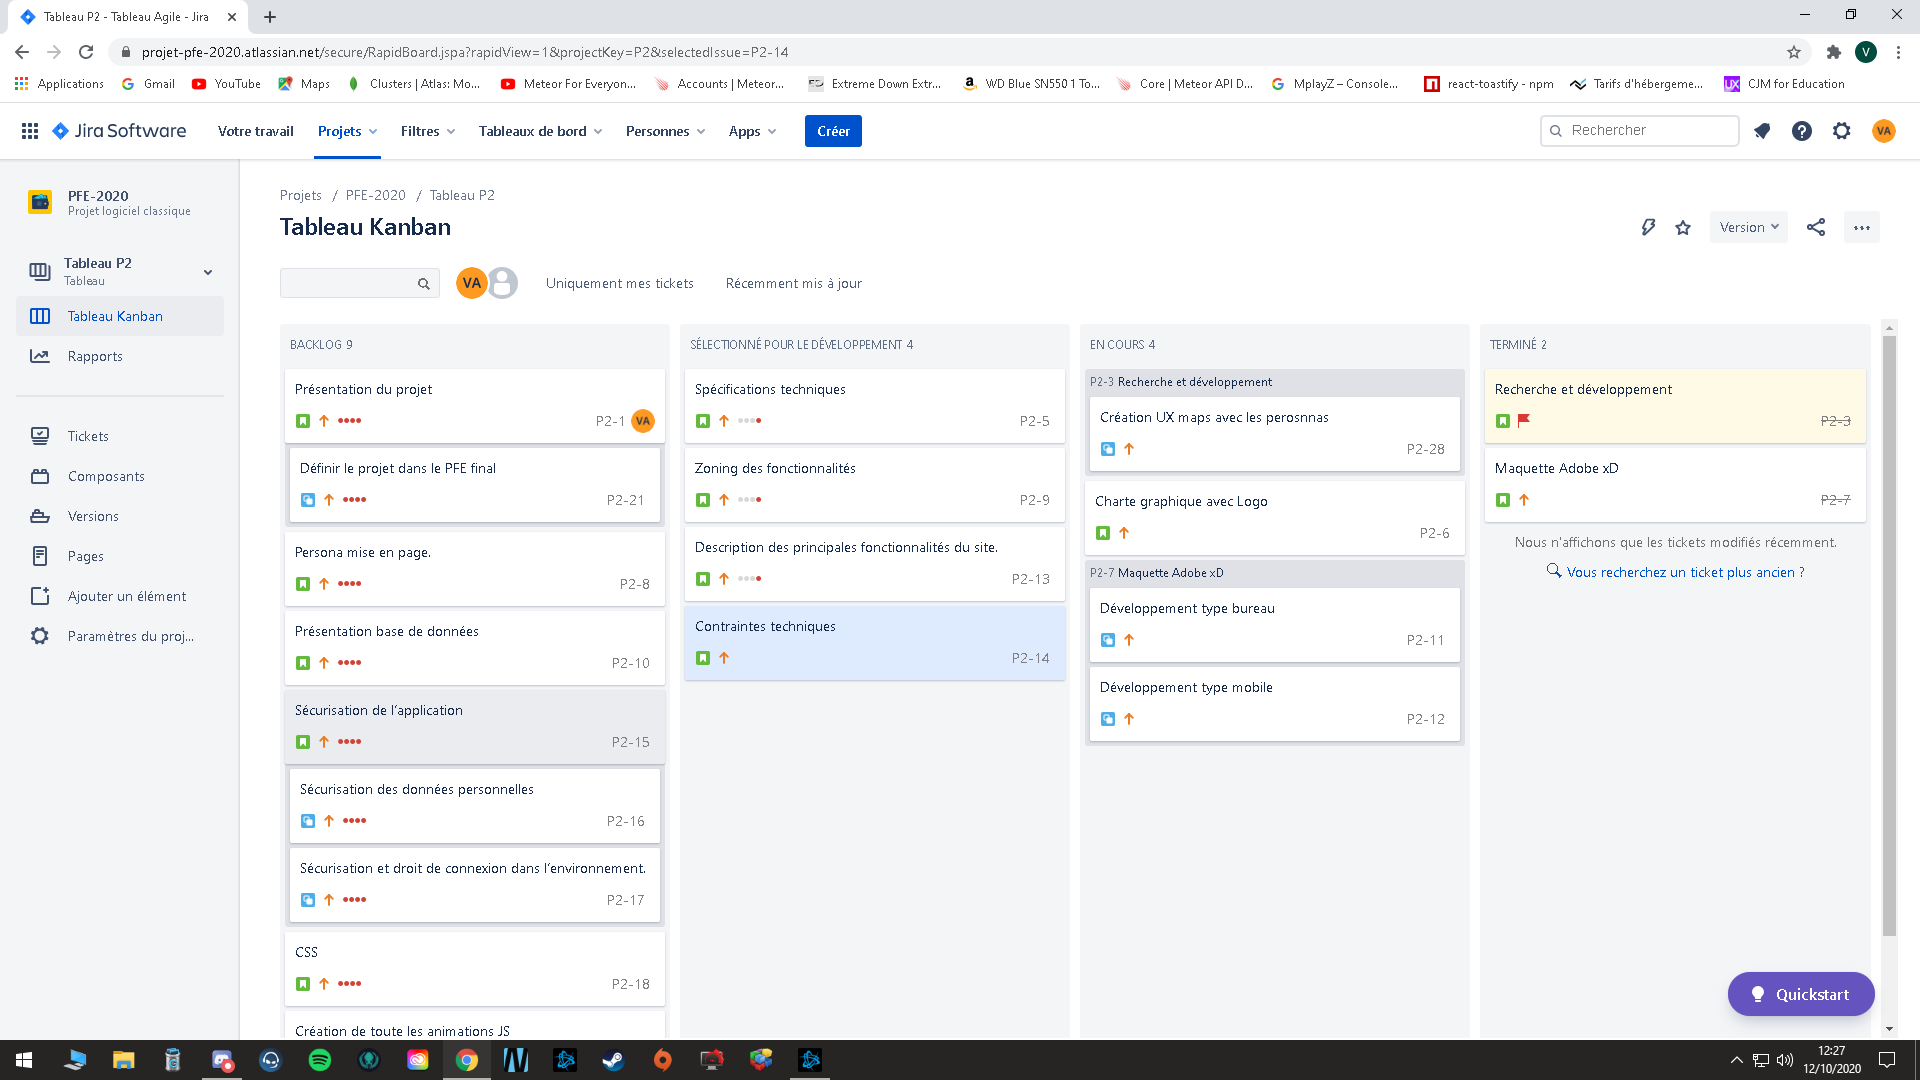 Tableau P2 - Tableau Agile - Jira
projet-pfe-2020.atlassian.net/secure/RapidBoard.jspa?rapidView=1&projectKey=P2&selectedIssue=P2-14
V
Applications Gmail YouTube Maps Clusters | Atlas: Mo... Meteor For Everyon... Accounts | Meteor... Extreme Down Extr... WD Blue SN550 1 To... Core | Meteor API D... MplayZ – Console... react-toastify - npm Tarifs d'hébergeme... UX CJM for Education
Jira Software Votre travail Projets Filtres Tableaux de bord Personnes Apps Créer Rechercher VA
PFE-2020
Projet logiciel classique
Tableau P2
Tableau
Tableau Kanban
Rapports
Tickets
Composants
Versions
Pages
Ajouter un élément
Paramètres du proj...
Projets / PFE-2020 / Tableau P2
Tableau Kanban
Version
VA Uniquement mes tickets Récemment mis à jour
BACKLOG 9
Présentation du projet
P2-1 VA
Définir le projet dans le PFE final
P2-21
Persona mise en page.
P2-8
Présentation base de données
P2-10
Sécurisation de l'application
P2-15
Sécurisation des données personnelles
P2-16
Sécurisation et droit de connexion dans l'environnement.
P2-17
CSS
P2-18
Création de toute les animations JS
SÉLECTIONNÉ POUR LE DÉVELOPPEMENT 4
Spécifications techniques
P2-5
Zoning des fonctionnalités
P2-9
Description des principales fonctionnalités du site.
P2-13
Contraintes techniques
P2-14
EN COURS 4
P2-3 Recherche et développement
Création UX maps avec les perosnnas
P2-28
Charte graphique avec Logo
P2-6
P2-7 Maquette Adobe xD
Développement type bureau
P2-11
Développement type mobile
P2-12
TERMINÉ 2
Recherche et développement
P2-3
Maquette Adobe xD
P2-7
Nous n'affichons que les tickets modifiés récemment.
Vous recherchez un ticket plus ancien ?
Quickstart
12:27
12/10/2020